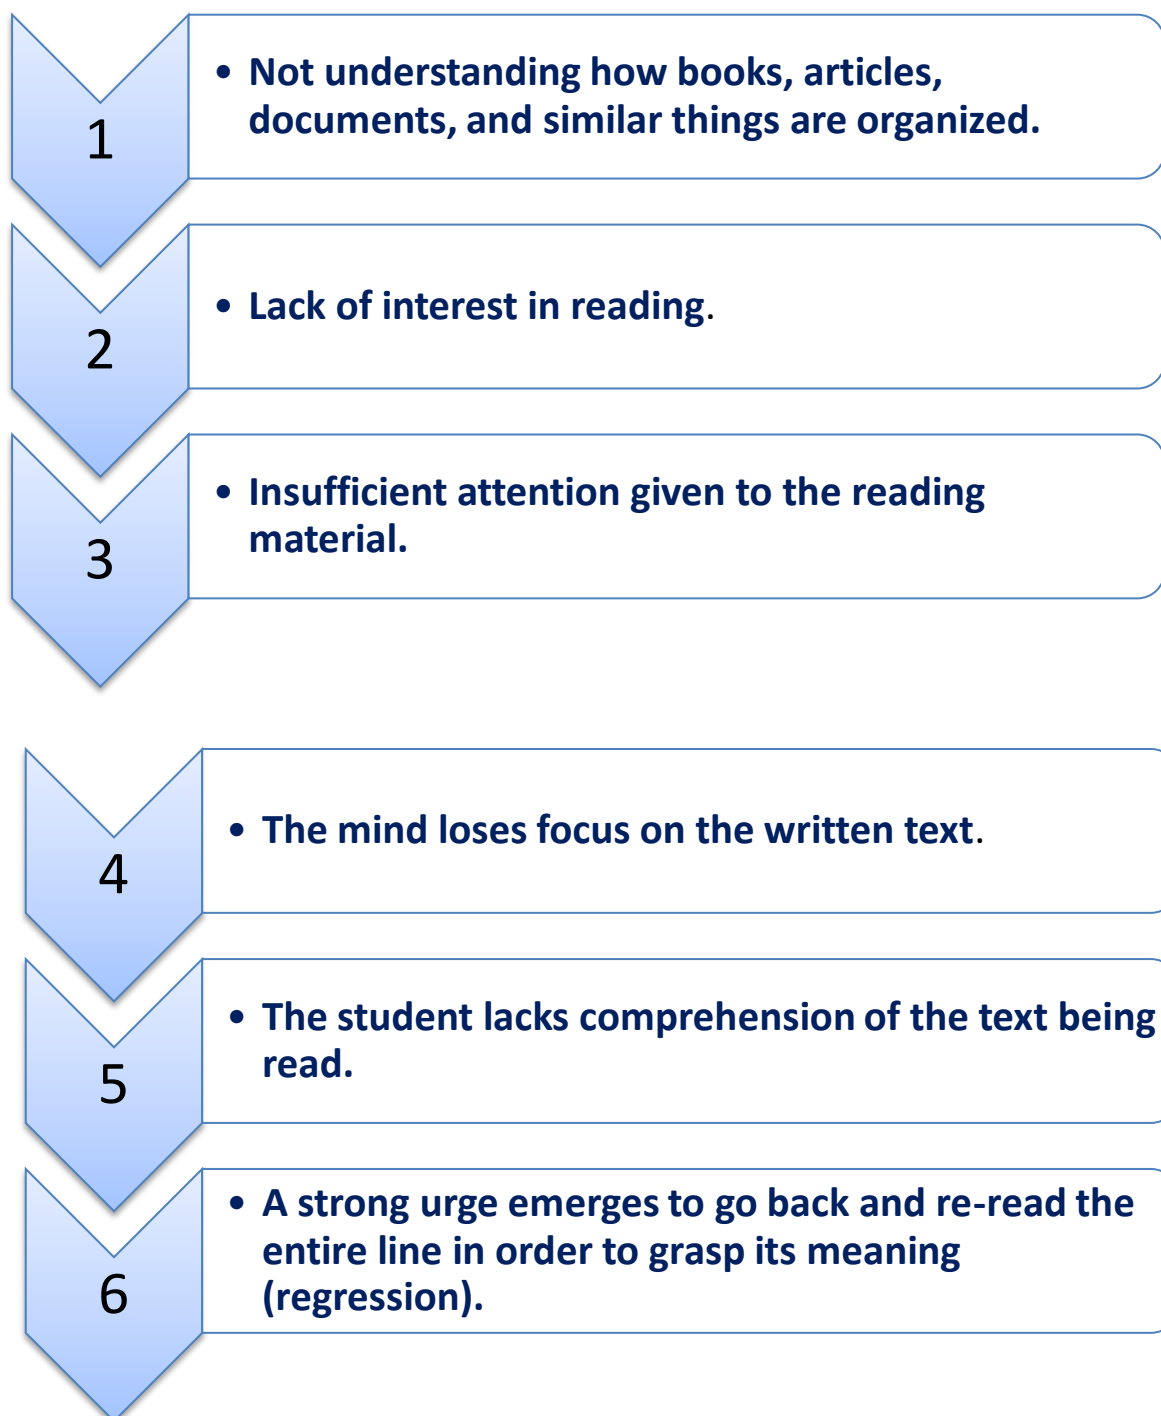 1
• Not understanding how books, articles,
documents, and similar things are organized.
2
• Lack of interest in reading.
3
• Insufficient attention given to the reading
material.
4
• The mind loses focus on the written text.
5
• The student lacks comprehension of the text being
read.
6
• A strong urge emerges to go back and re-read the
entire line in order to grasp its meaning
(regression).